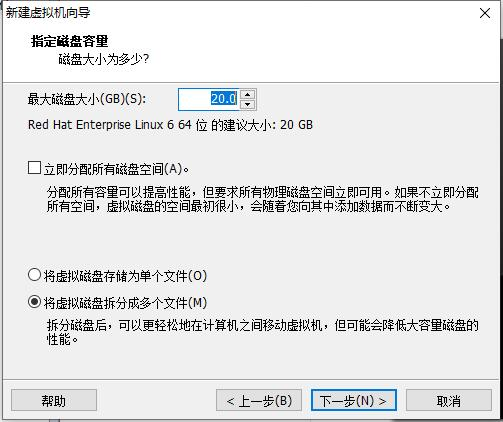 新建虚拟机向导
指定磁盘容量
磁盘大小为多少?
最大磁盘大小(GB)(S): 20.0
Red Hat Enterprise Linux 6 64 位 的建议大小: 20 GB
立即分配所有磁盘空间(A)。
分配所有容量可以提高性能，但要求所有物理磁盘空间立即可用。如果不立即分配
所有空间，虚拟磁盘的空间最初很小，会随着您向其中添加数据而不断变大。
将虚拟磁盘存储为单个文件(O)
将虚拟磁盘拆分成多个文件(M)
拆分磁盘后，可以更轻松地在计算机之间移动虚拟机，但可能会降低大容量磁盘的
性能。
帮助 < 上一步(B) 下一步(N) > 取消